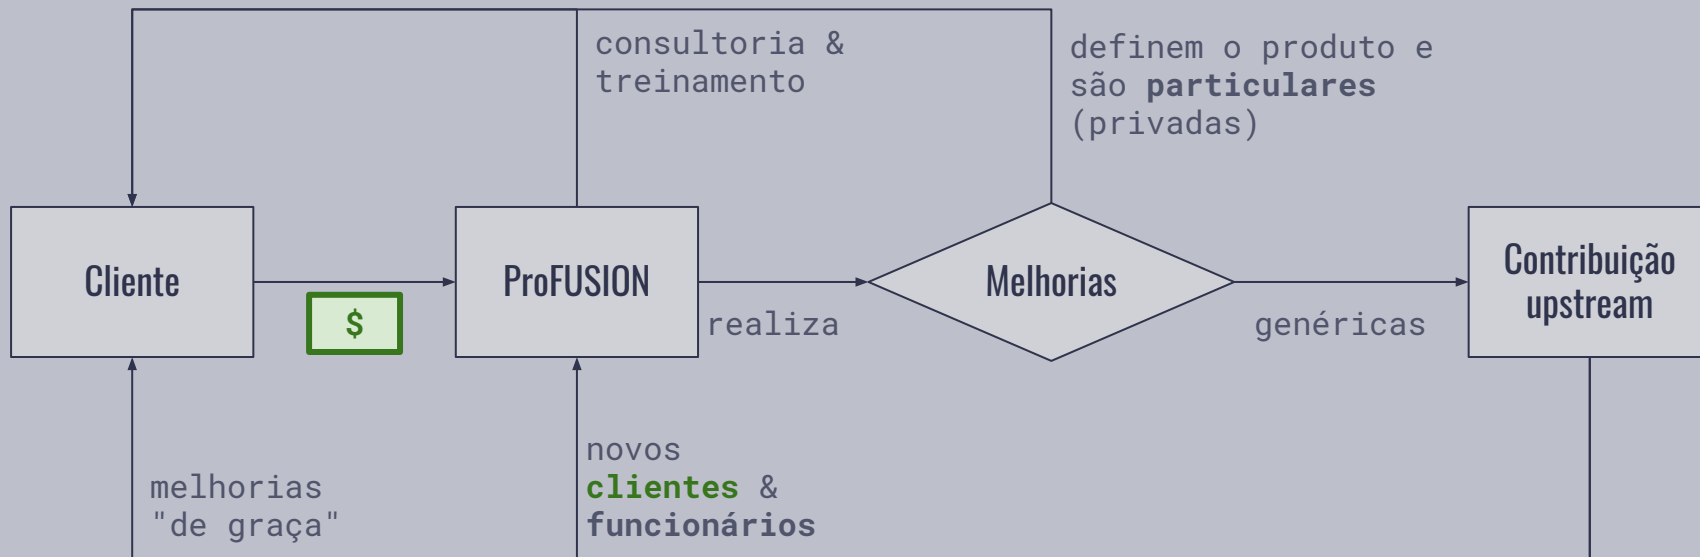 consultoria &
treinamento
definem o produto e
são particulares
(privadas)
Cliente
$
ProFUSION
realiza
Melhorias
genéricas
Contribuição
upstream
melhorias
"de graça"
novos
clientes &
funcionários